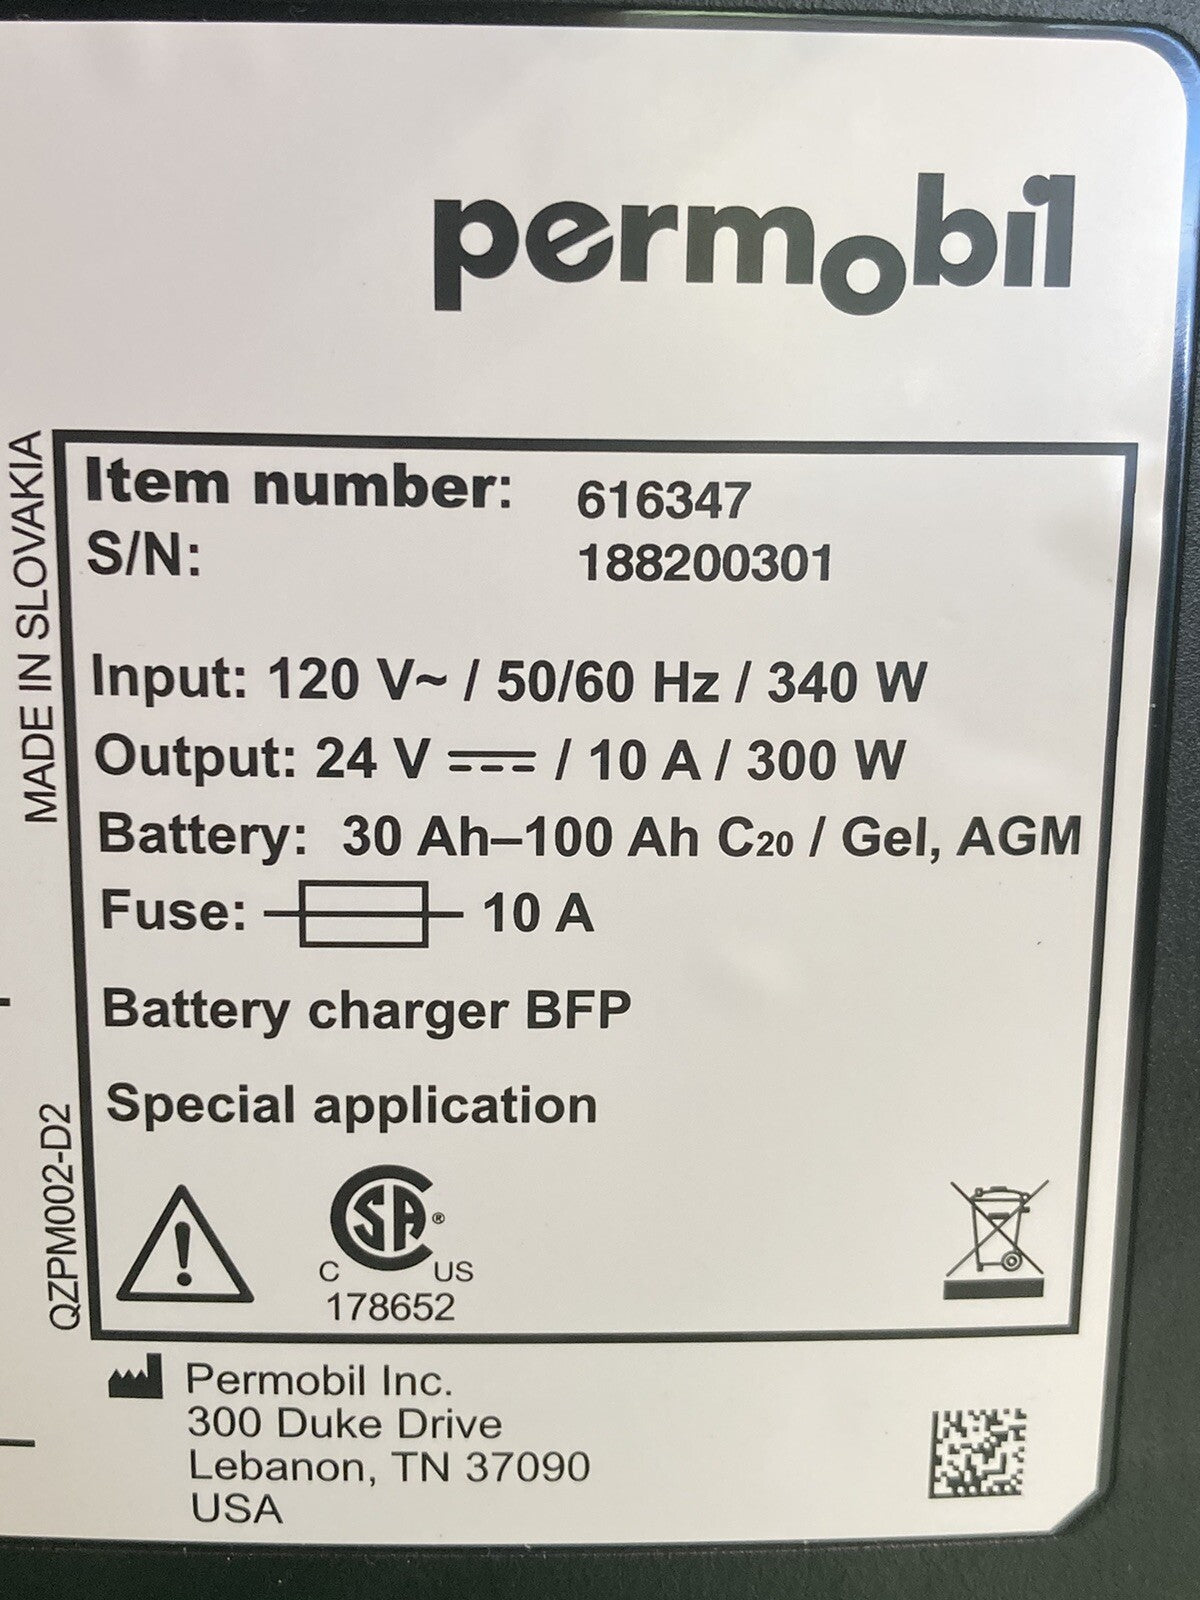 permobil
MADE IN SLOVAKIA
Item number: 616347
S/N: 188200301
Input: 120 V~ / 50/60 Hz / 340 W
Output: 24 V ⎓ / 10 A / 300 W
Battery: 30 Ah–100 Ah C20 / Gel, AGM
Fuse: 10 A
Battery charger BFP
Special application
QZPM002-D2
CSA®
C US
178652
Permobil Inc.
300 Duke Drive
Lebanon, TN 37090
USA